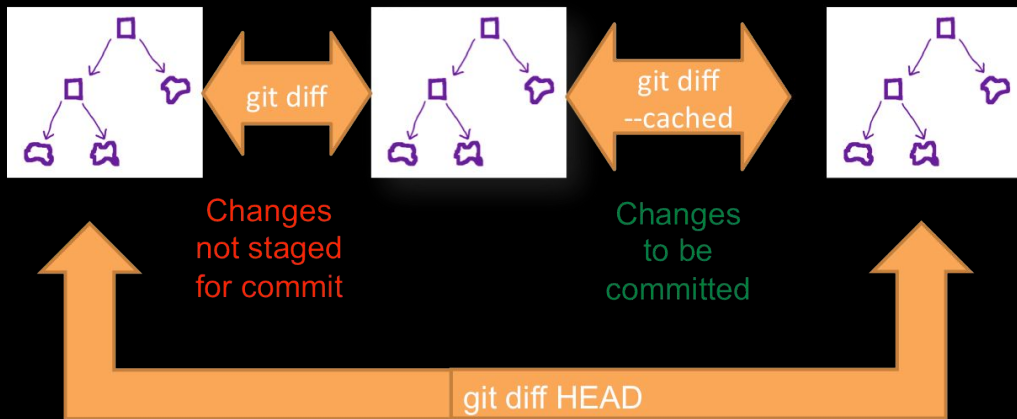 git diff
git diff
--cached
Changes
not staged
for commit
Changes
to be
committed
git diff HEAD